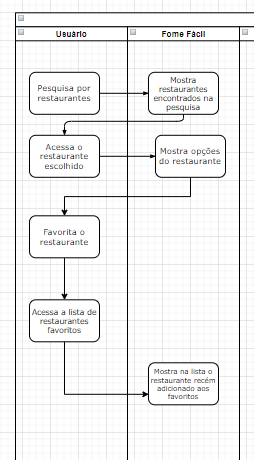 Usuário
Fome Fácil
Pesquisa por
restaurantes
Mostra
restaurantes
encontrados na
pesquisa
Acessa o
restaurante
escolhido
Mostra opções
do restaurante
Favorita o
restaurante
Acessa a lista de
restaurantes
favoritos
Mostra na lista o
restaurante recém
adicionado aos
favoritos